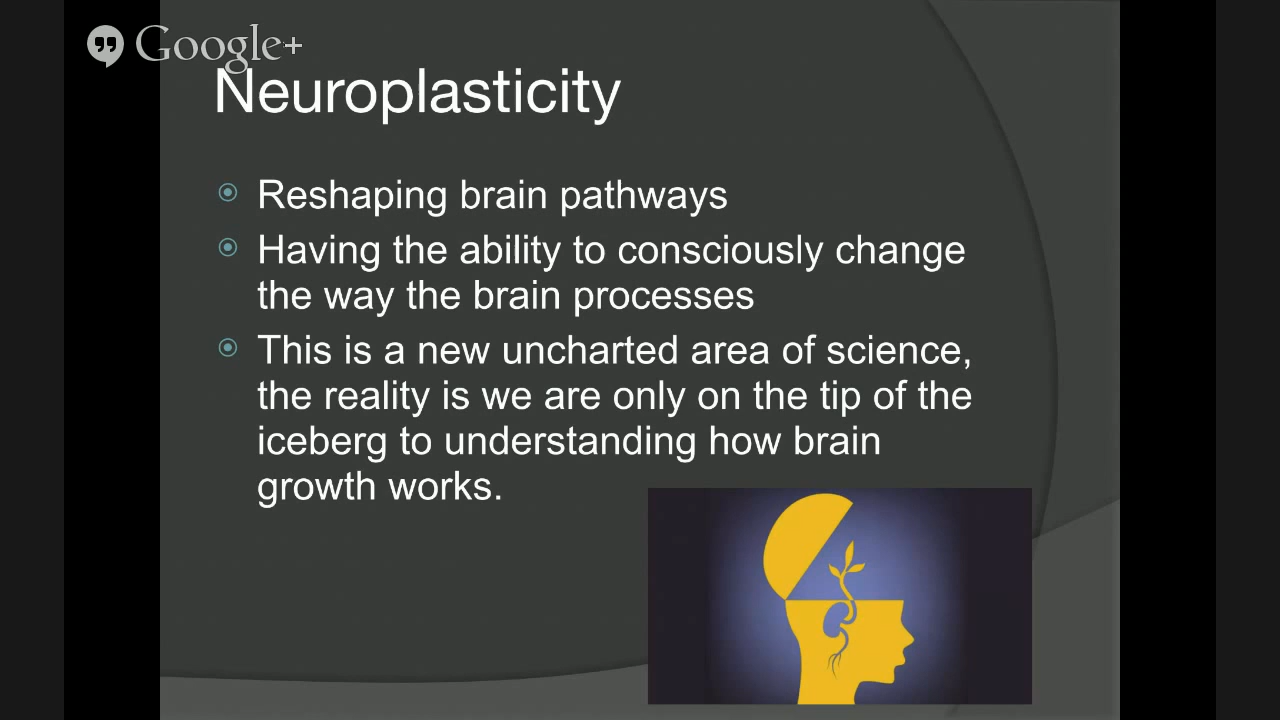 Google+
Neuroplasticity
Reshaping brain pathways
Having the ability to consciously change
the way the brain processes
This is a new uncharted area of science,
the reality is we are only on the tip of the
iceberg to understanding how brain
growth works.